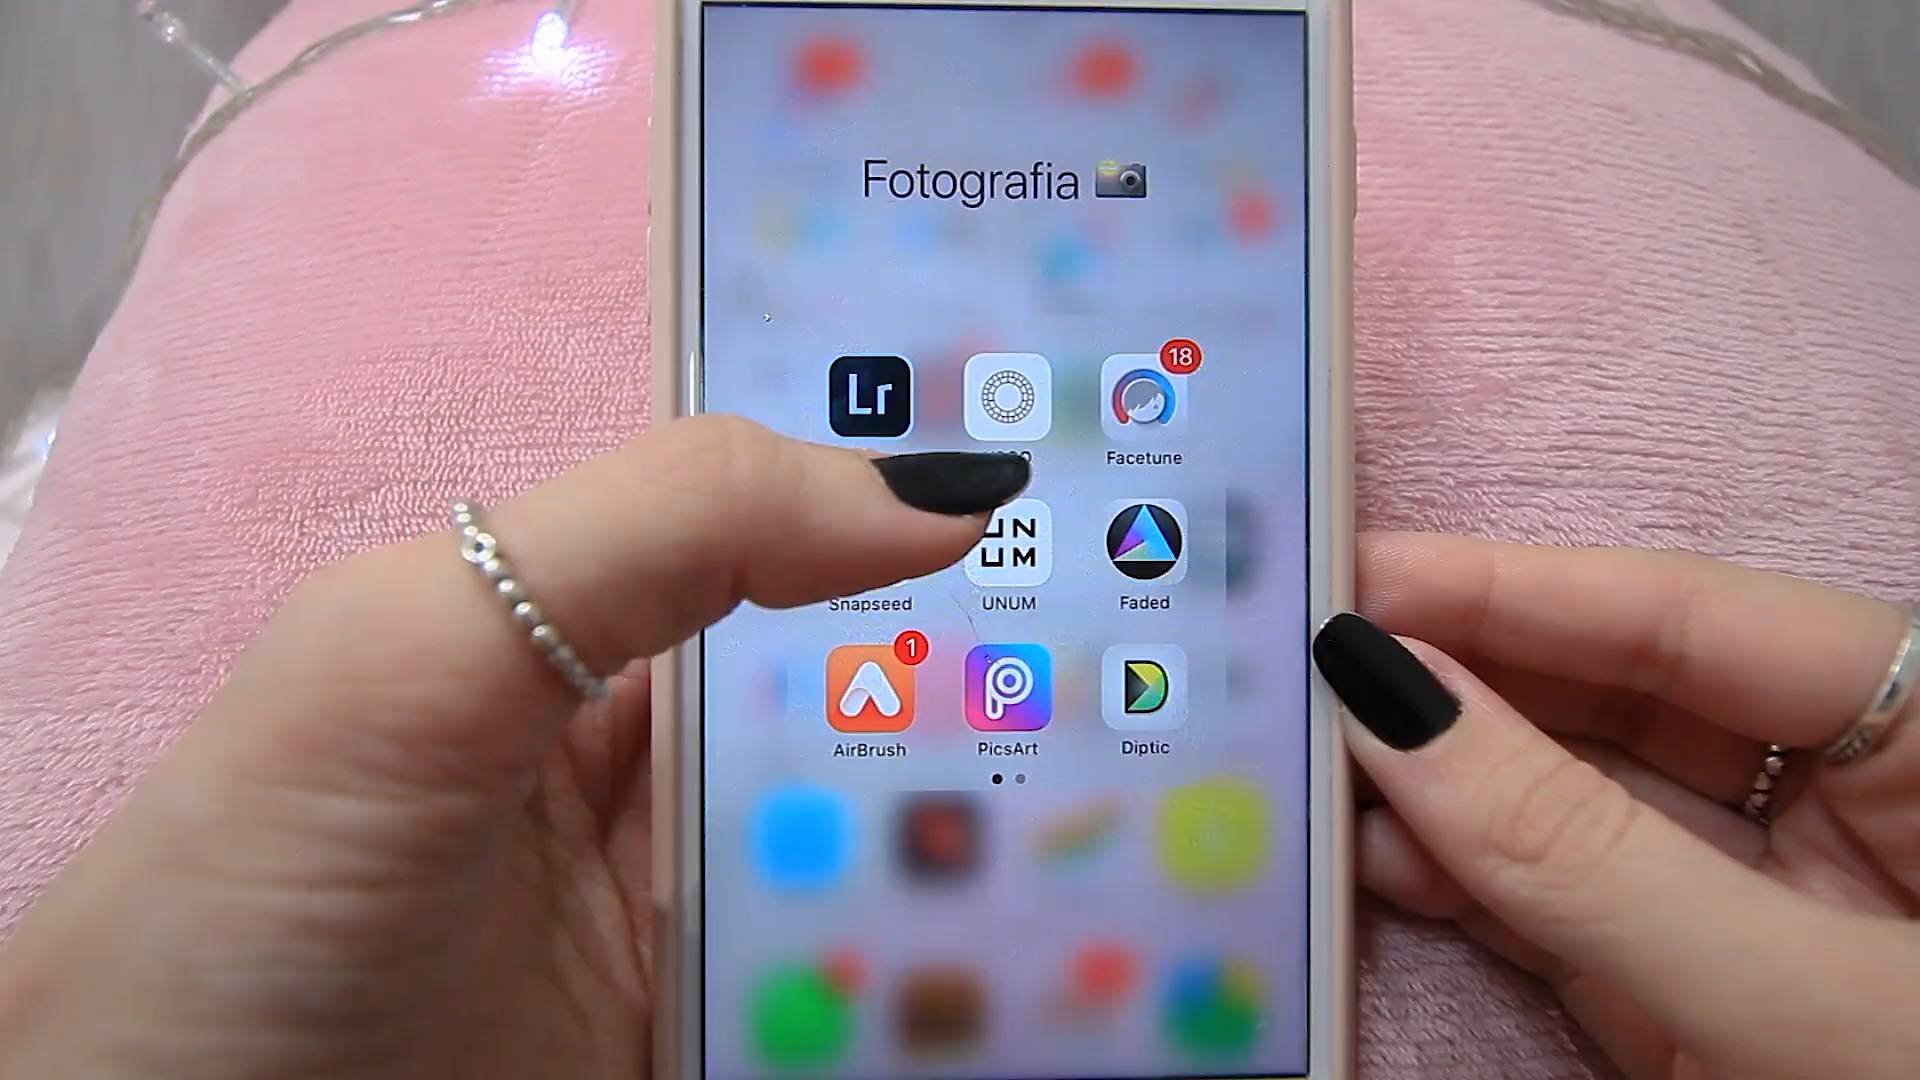 Fotografia
18
Lr
Facetune
UN
UM
Snapseed
UNUM
Faded
1
AirBrush
PicsArt
Diptic